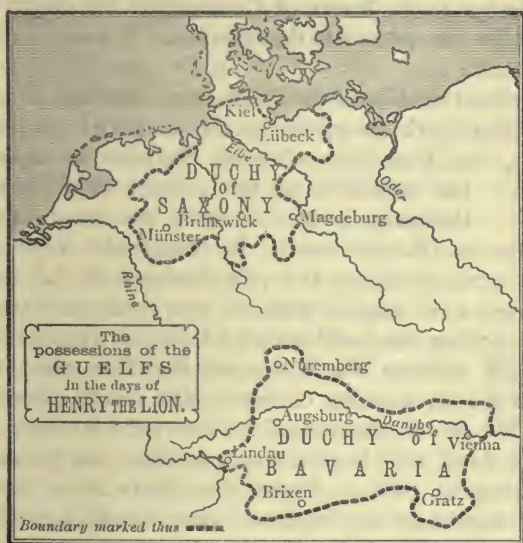 Kiel
Lübeck
Elbe
DUCHY
of
SAXONY
Brunswick
Magdeburg
Münster
Oder
Rhine
The
possessions of the
GUELFS
in the days of
HENRY THE LION.
Nuremberg
Augsburg
Danube
DUCHY of
Vienna
Lindau
BAVARIA
Brixen
Gratz
Boundary marked thus